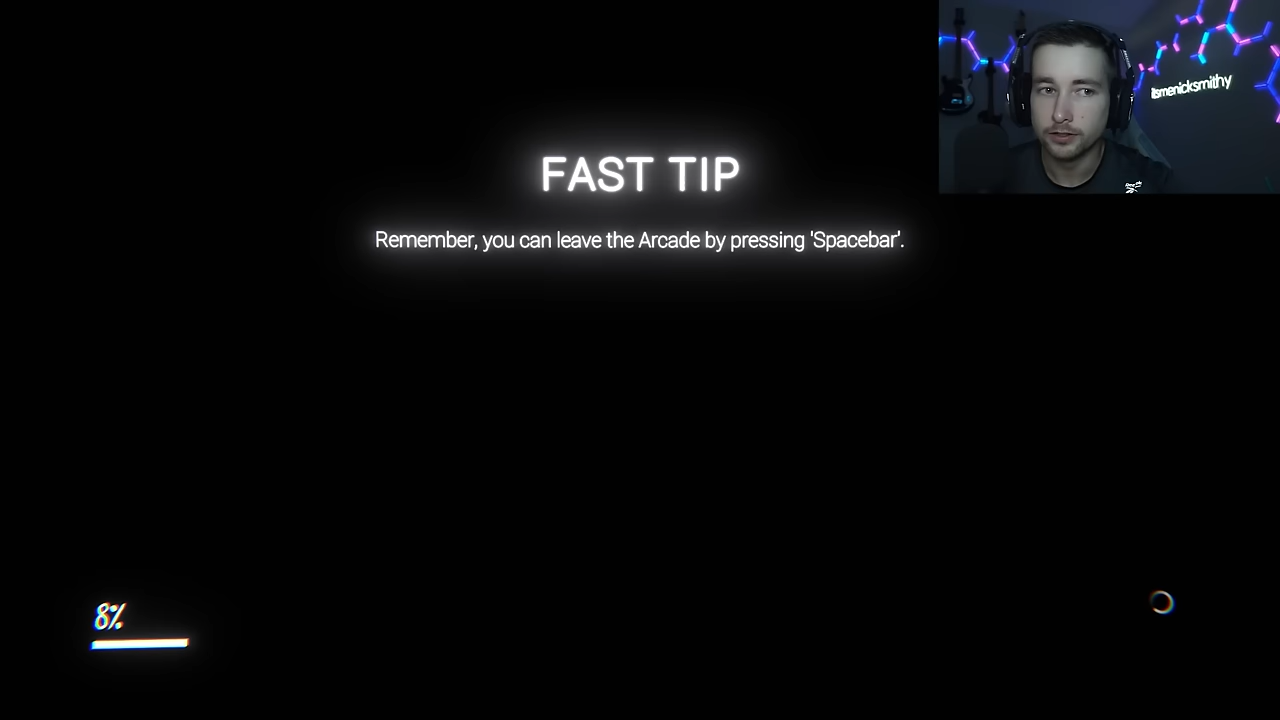 itsmenicksmithy
FAST TIP
Remember, you can leave the Arcade by pressing 'Spacebar'.
8%